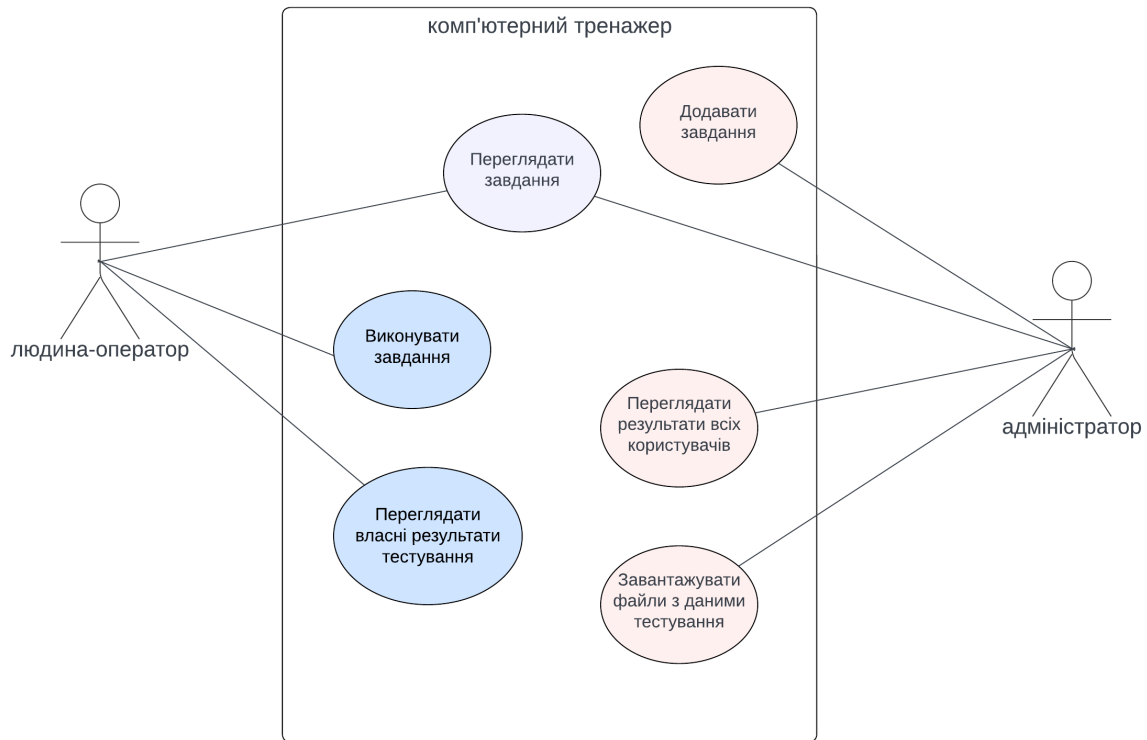 комп'ютерний тренажер
Додавати
завдання
Переглядати
завдання
людина-оператор
Виконувати
завдання
Переглядати
результати всіх
користувачів
адміністратор
Переглядати
власні результати
тестування
Завантажувати
файли з даними
тестування